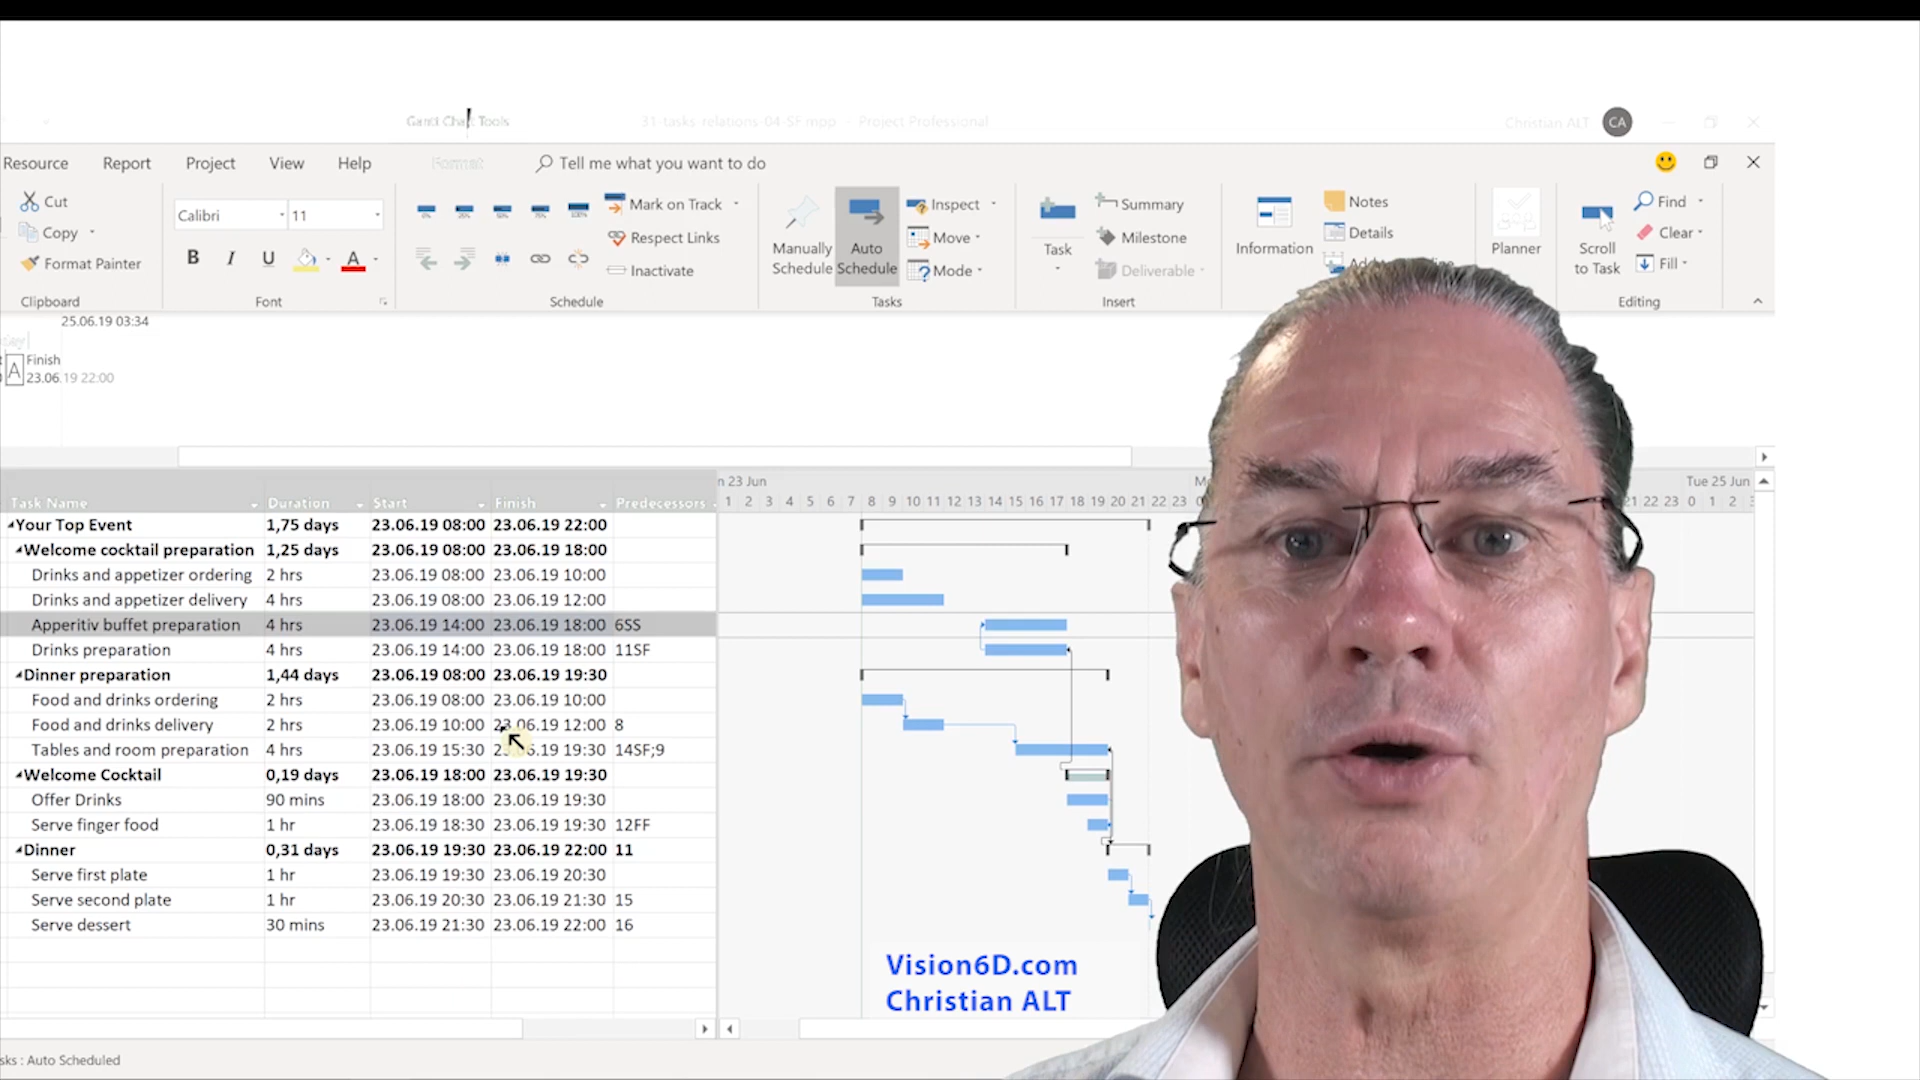 Gantt Chart Tools 31-tasks-relations-04-SF.mpp - Project Professional Christian ALT CA
Resource Report Project View Help Format Tell me what you want to do
Cut
Copy
Format Painter
Clipboard
Calibri 11
B I U A
Font
0% 25% 50% 75% 100%
Mark on Track
Respect Links
Inactivate
Schedule
Manually Schedule
Auto Schedule
Inspect
Move
Mode
Tasks
Task
Summary
Milestone
Deliverable
Insert
Information
Notes
Details
Planner
Scroll to Task
Find
Clear
Fill
Editing
25.06.19 03:34
A Finish
23.06.19 22:00
Task Name Duration Start Finish Predecessors
n 23 Jun Tue 25 Jun
1 2 3 4 5 6 7 8 9 10 11 12 13 14 15 16 17 18 19 20 21 22 23 21 22 23 0 1 2
Your Top Event 1,75 days 23.06.19 08:00 23.06.19 22:00
Welcome cocktail preparation 1,25 days 23.06.19 08:00 23.06.19 18:00
Drinks and appetizer ordering 2 hrs 23.06.19 08:00 23.06.19 10:00
Drinks and appetizer delivery 4 hrs 23.06.19 08:00 23.06.19 12:00
Apperitiv buffet preparation 4 hrs 23.06.19 14:00 23.06.19 18:00 6SS
Drinks preparation 4 hrs 23.06.19 14:00 23.06.19 18:00 11SF
Dinner preparation 1,44 days 23.06.19 08:00 23.06.19 19:30
Food and drinks ordering 2 hrs 23.06.19 08:00 23.06.19 10:00
Food and drinks delivery 2 hrs 23.06.19 10:00 23.06.19 12:00 8
Tables and room preparation 4 hrs 23.06.19 15:30 23.06.19 19:30 14SF;9
Welcome Cocktail 0,19 days 23.06.19 18:00 23.06.19 19:30
Offer Drinks 90 mins 23.06.19 18:00 23.06.19 19:30
Serve finger food 1 hr 23.06.19 18:30 23.06.19 19:30 12FF
Dinner 0,31 days 23.06.19 19:30 23.06.19 22:00 11
Serve first plate 1 hr 23.06.19 19:30 23.06.19 20:30
Serve second plate 1 hr 23.06.19 20:30 23.06.19 21:30 15
Serve dessert 30 mins 23.06.19 21:30 23.06.19 22:00 16
Vision6D.com
Christian ALT
sks : Auto Scheduled